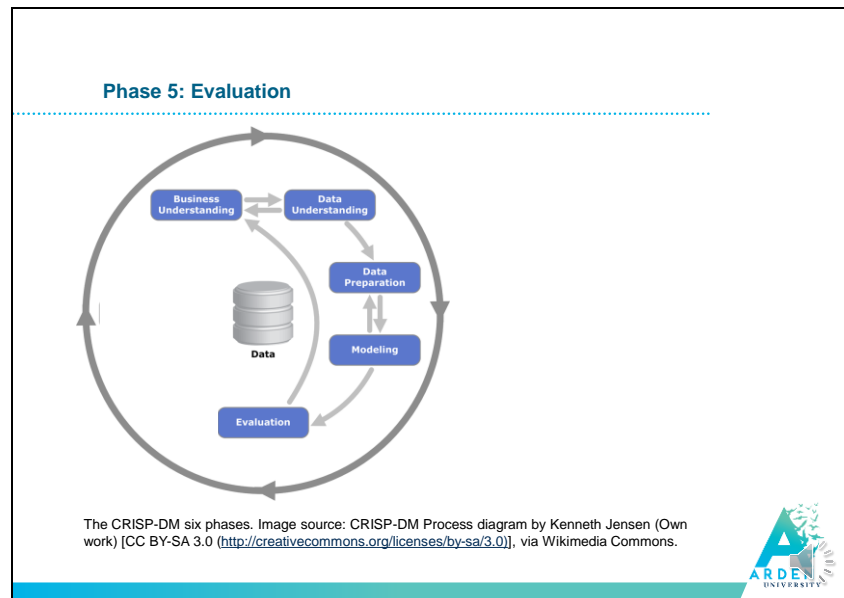 Phase 5: Evaluation
Business
Understanding
Data
Understanding
Data
Preparation
Data
Modeling
Evaluation
The CRISP-DM six phases. Image source: CRISP-DM Process diagram by Kenneth Jensen (Own
work) [CC BY-SA 3.0 (http://creativecommons.org/licenses/by-sa/3.0)], via Wikimedia Commons.
UNIVERSITY